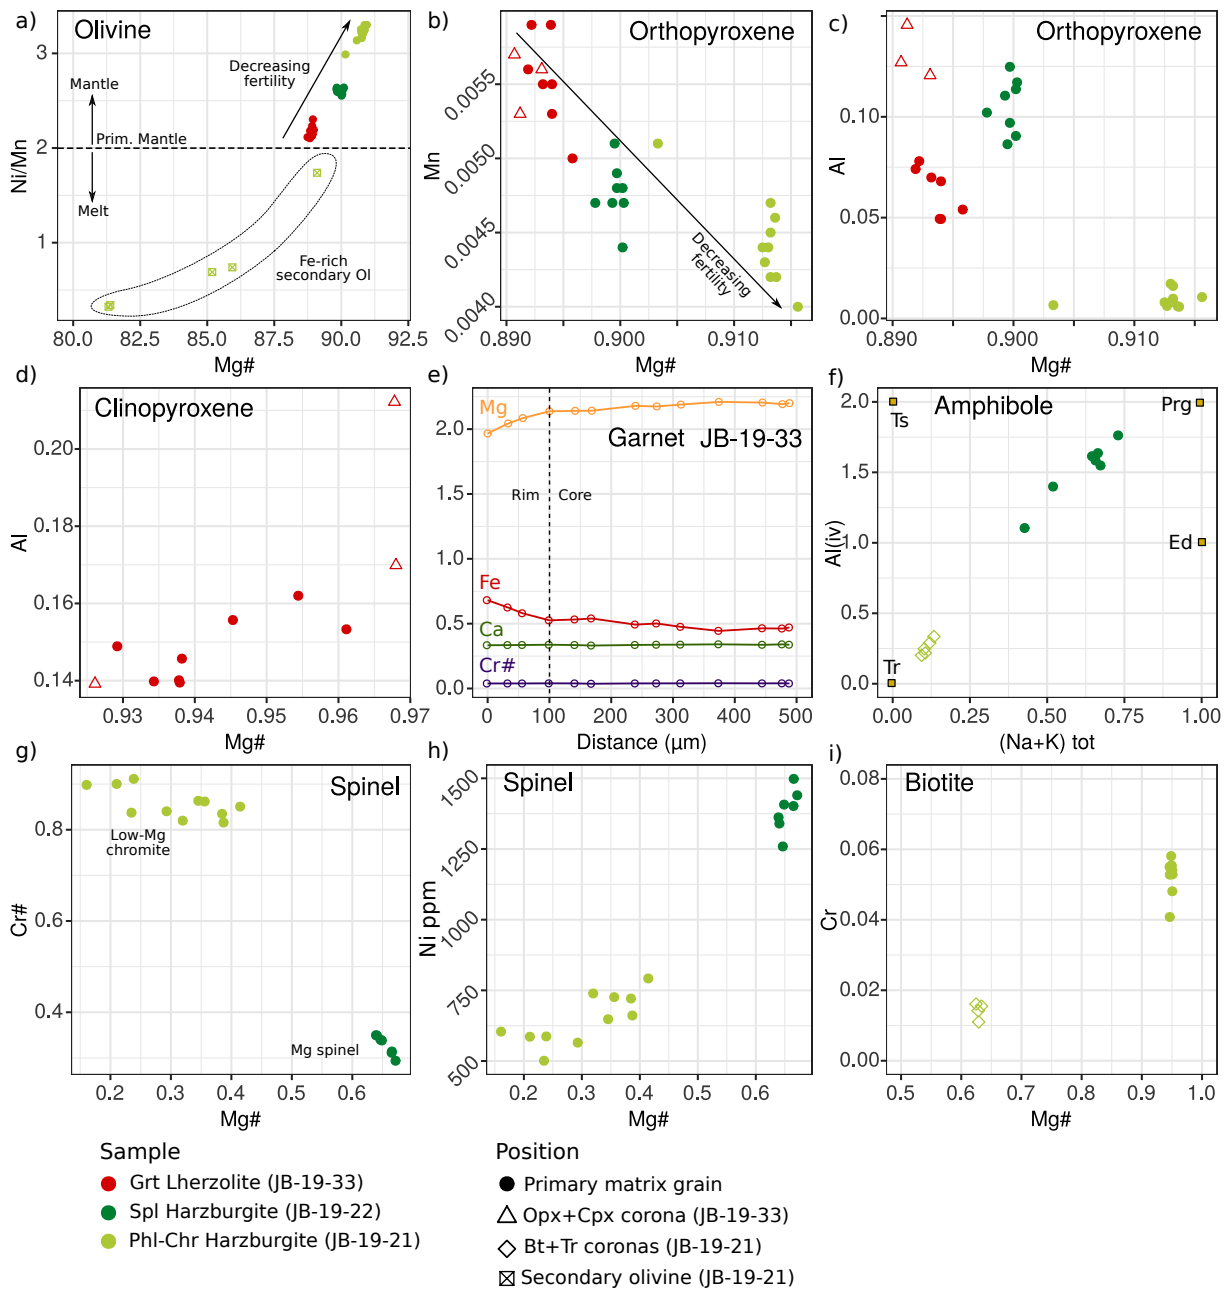 a)
Olivine
3
2
1
Ni/Mn
Decreasing
fertility
Mantle
Prim. Mantle
Melt
Fe-rich
secondary Ol
80.0
82.5
85.0
87.5
90.0
92.5
Mg#
b)
Orthopyroxene
0.0055
0.0050
0.0045
0.0040
Mn
Decreasing
fertility
0.890
0.900
0.910
Mg#
c)
Orthopyroxene
0.10
0.05
0.00
Al
0.890
0.900
0.910
Mg#
d)
Clinopyroxene
0.20
0.18
0.16
0.14
Al
0.93
0.94
0.95
0.96
0.97
Mg#
e)
Mg
Garnet JB-19-33
2.0
1.5
1.0
0.5
0.0
Rim
Core
Fe
Ca
Cr#
0
100
200
300
400
500
Distance (µm)
f)
Amphibole
2.0
1.5
1.0
0.5
0.0
Al(iv)
Ts
Prg
Ed
Tr
0.00
0.25
0.50
0.75
1.00
(Na+K) tot
g)
Spinel
0.8
0.6
0.4
Cr#
Low-Mg
chromite
Mg spinel
0.2
0.3
0.4
0.5
0.6
Mg#
h)
Spinel
1500
1250
1000
750
500
Ni ppm
0.2
0.3
0.4
0.5
0.6
Mg#
i)
Biotite
0.08
0.06
0.04
0.02
0.00
Cr
0.5
0.6
0.7
0.8
0.9
1.0
Mg#
Sample
Grt Lherzolite (JB-19-33)
Spl Harzburgite (JB-19-22)
Phl-Chr Harzburgite (JB-19-21)
Position
Primary matrix grain
Opx+Cpx corona (JB-19-33)
Bt+Tr coronas (JB-19-21)
Secondary olivine (JB-19-21)